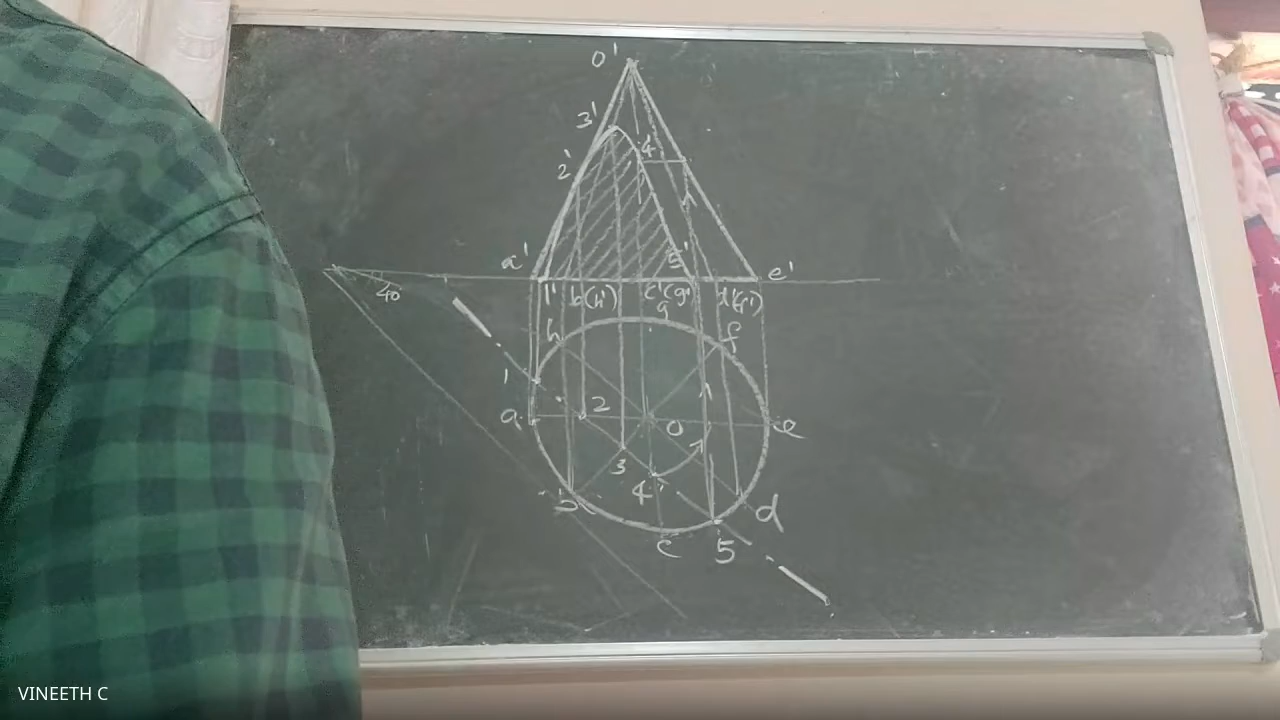 o'
3'
4'
2'
a' 5' e'
40
1' b'(h') c'(g') d'(f')
g
h f
1
a 2 o e
3
4
b d
c 5
VINEETH C